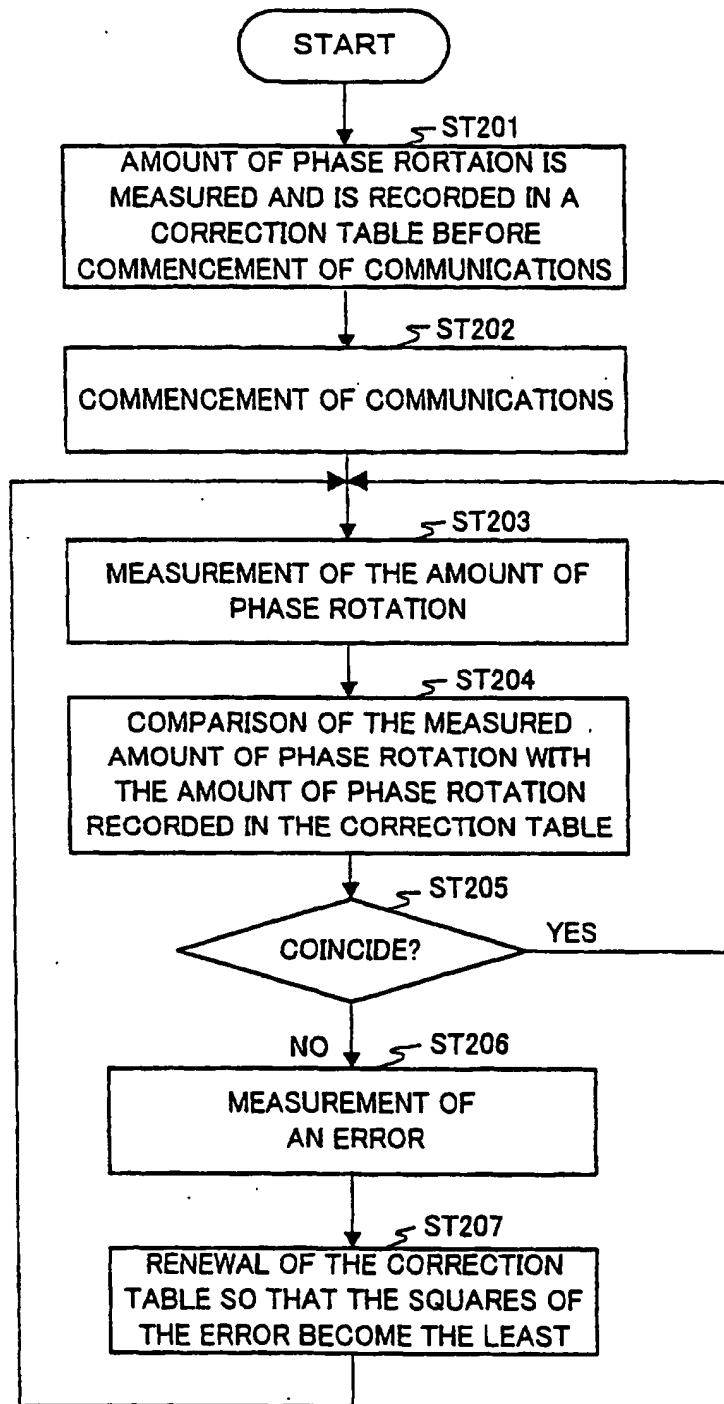 START
ST201
AMOUNT OF PHASE RORTAION IS
MEASURED AND IS RECORDED IN A
CORRECTION TABLE BEFORE
COMMENCEMENT OF COMMUNICATIONS
ST202
COMMENCEMENT OF COMMUNICATIONS
ST203
MEASUREMENT OF THE AMOUNT OF
PHASE ROTATION
ST204
COMPARISON OF THE MEASURED
AMOUNT OF PHASE ROTATION WITH
THE AMOUNT OF PHASE ROTATION
RECORDED IN THE CORRECTION TABLE
ST205
COINCIDE?
YES
NO
ST206
MEASUREMENT OF
AN ERROR
ST207
RENEWAL OF THE CORRECTION
TABLE SO THAT THE SQUARES OF
THE ERROR BECOME THE LEAST